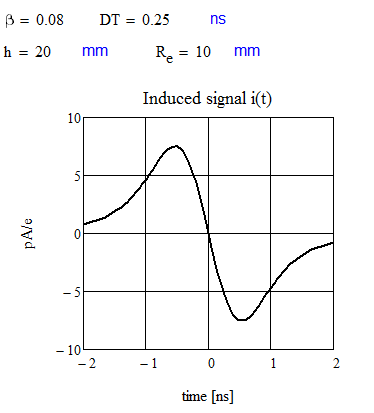 β = 0.08 DT = 0.25 ns
h = 20 mm Re = 10 mm
Induced signal i(t)
10
5
0
−5
−10
pA/e
−2 −1 0 1 2
time [ns]